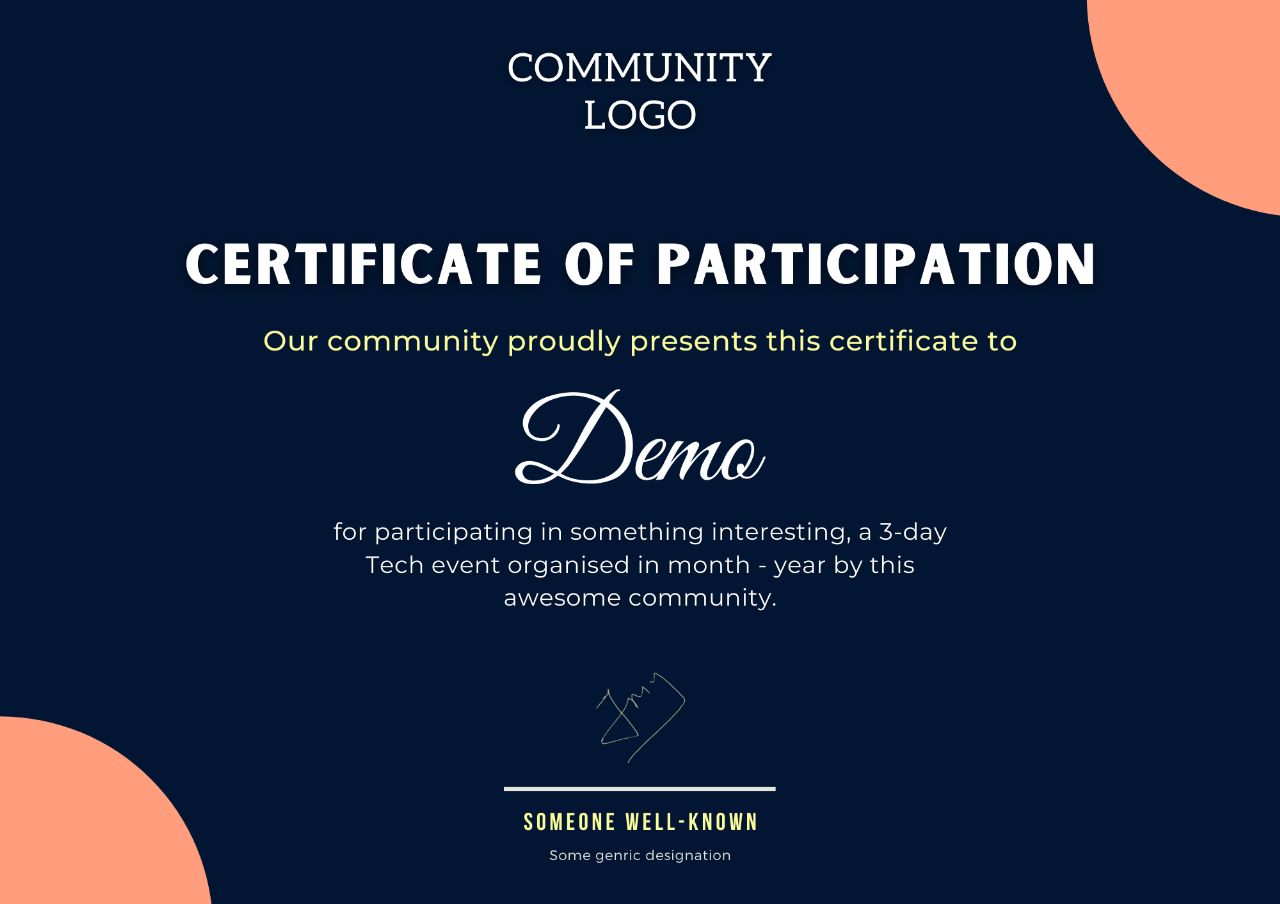 COMMUNITY
LOGO
CERTIFICATE OF PARTICIPATION
Our community proudly presents this certificate to
Demo
for participating in something interesting, a 3-day
Tech event organised in month - year by this
awesome community.
SOMEONE WELL-KNOWN
Some genric designation